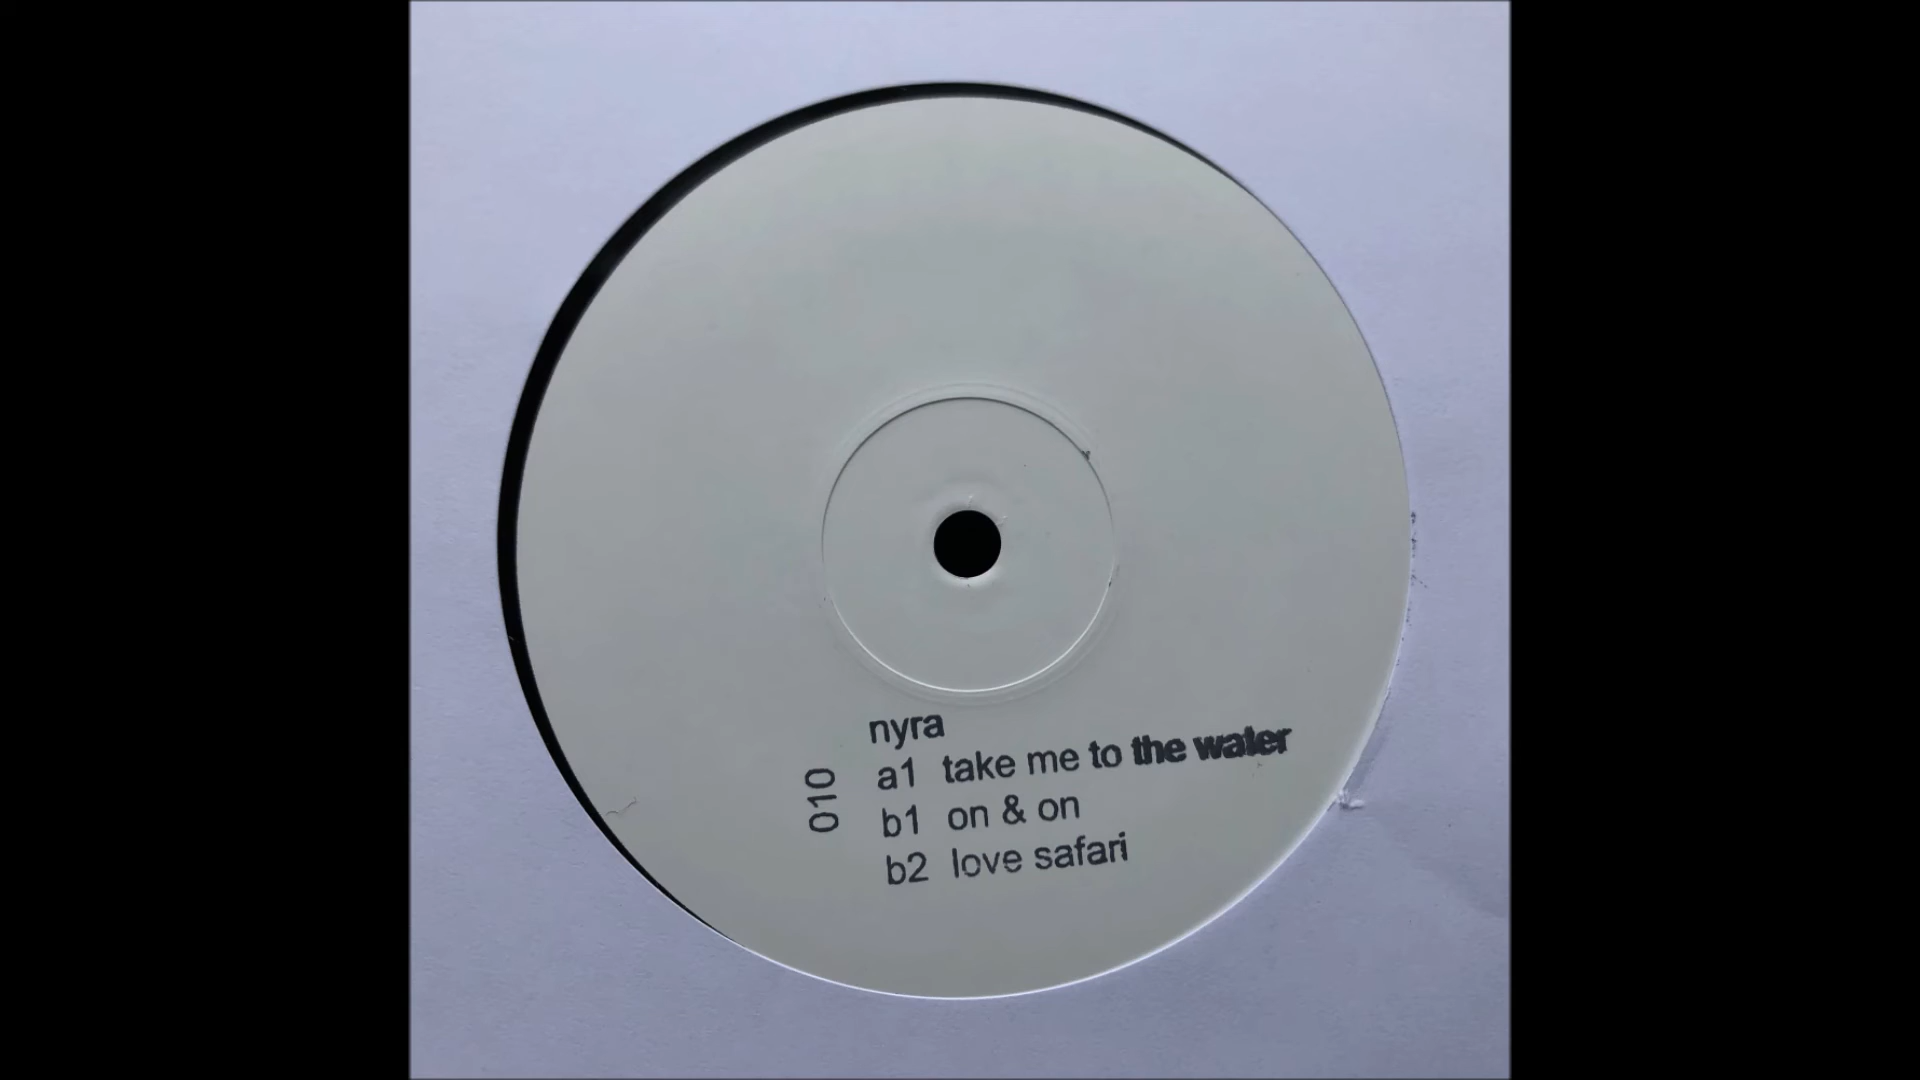 nyra
a1 take me to the water
b1 on & on
b2 love safari
010